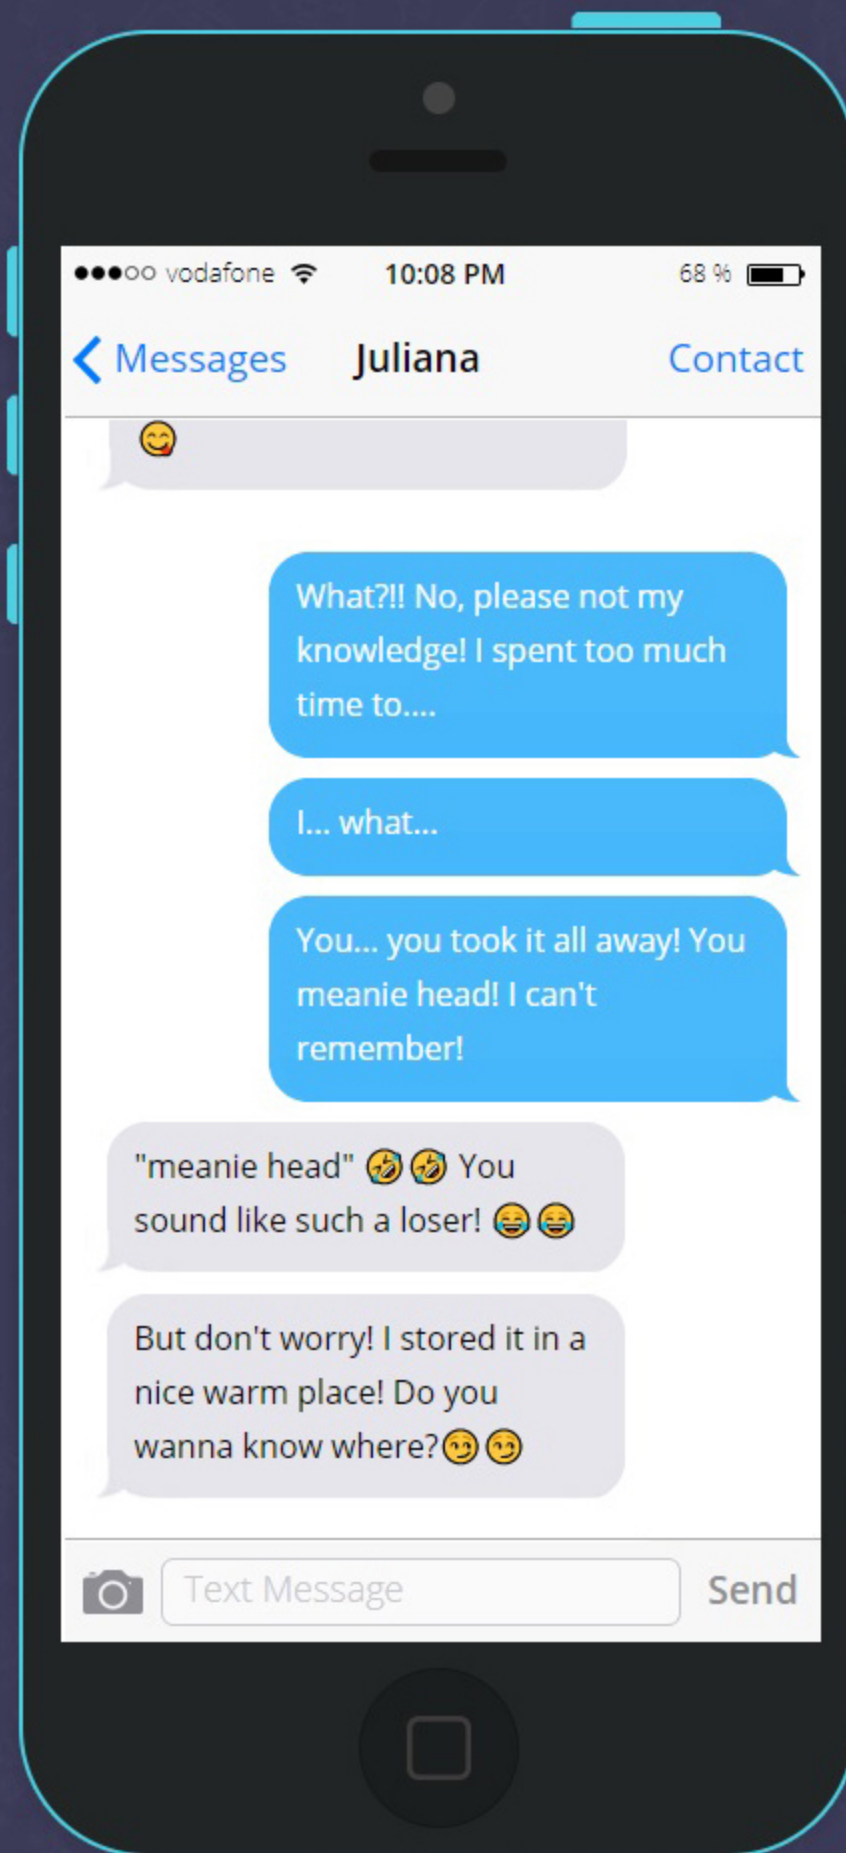 vodafone 10:08 PM 68 %
Messages Juliana Contact
😋
What?!! No, please not my
knowledge! I spent too much
time to....
I... what...
You... you took it all away! You
meanie head! I can't
remember!
"meanie head" 🤣🤣 You
sound like such a loser! 😂😂
But don't worry! I stored it in a
nice warm place! Do you
wanna know where?😏😏
Text Message Send